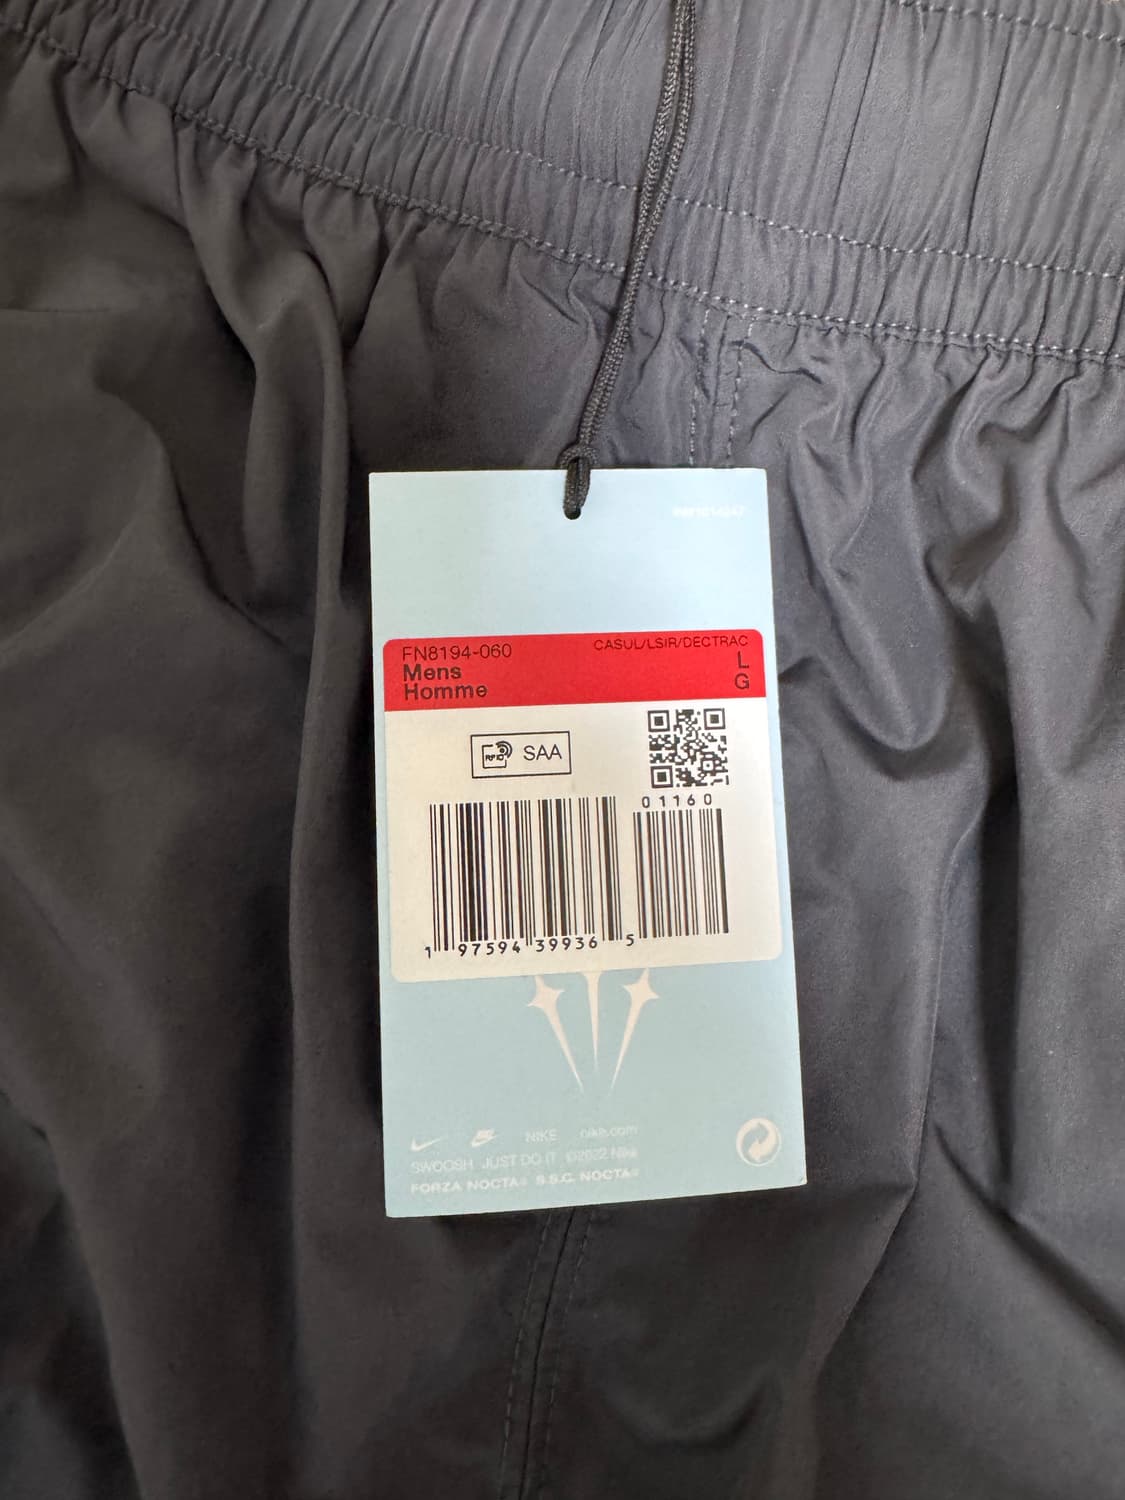 FN8194-060
CASUL/LSIR/DECTRAC
Mens
L
Homme
G
RFID SAA
01160
1 97594 39936 5
NIKE nike.com
SWOOSH JUST DO IT ©2022 Nike
FORZA NOCTA® S.S.C. NOCTA®